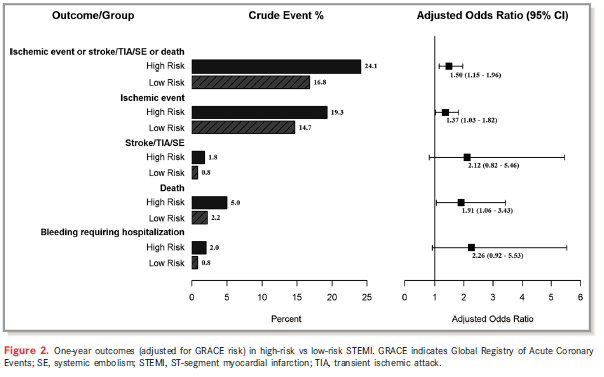 Outcome/Group Crude Event % Adjusted Odds Ratio (95% CI)
Ischemic event or stroke/TIA/SE or death
High Risk 24.1
1.50 (1.15 - 1.96)
Low Risk 16.8
Ischemic event
High Risk 19.3
1.37 (1.03 - 1.82)
Low Risk 14.7
Stroke/TIA/SE
High Risk 1.8
2.12 (0.82 - 5.46)
Low Risk 0.8
Death
High Risk 5.0
1.91 (1.06 - 3.43)
Low Risk 2.2
Bleeding requiring hospitalization
High Risk 2.0
2.26 (0.92 - 5.53)
Low Risk 0.8
0 5 10 15 20 25 0 1 2 3 4 5 6
Percent Adjusted Odds Ratio
Figure 2. One-year outcomes (adjusted for GRACE risk) in high-risk vs low-risk STEMI. GRACE indicates Global Registry of Acute Coronary
Events; SE, systemic embolism; STEMI, ST-segment myocardial infarction; TIA, transient ischemic attack.